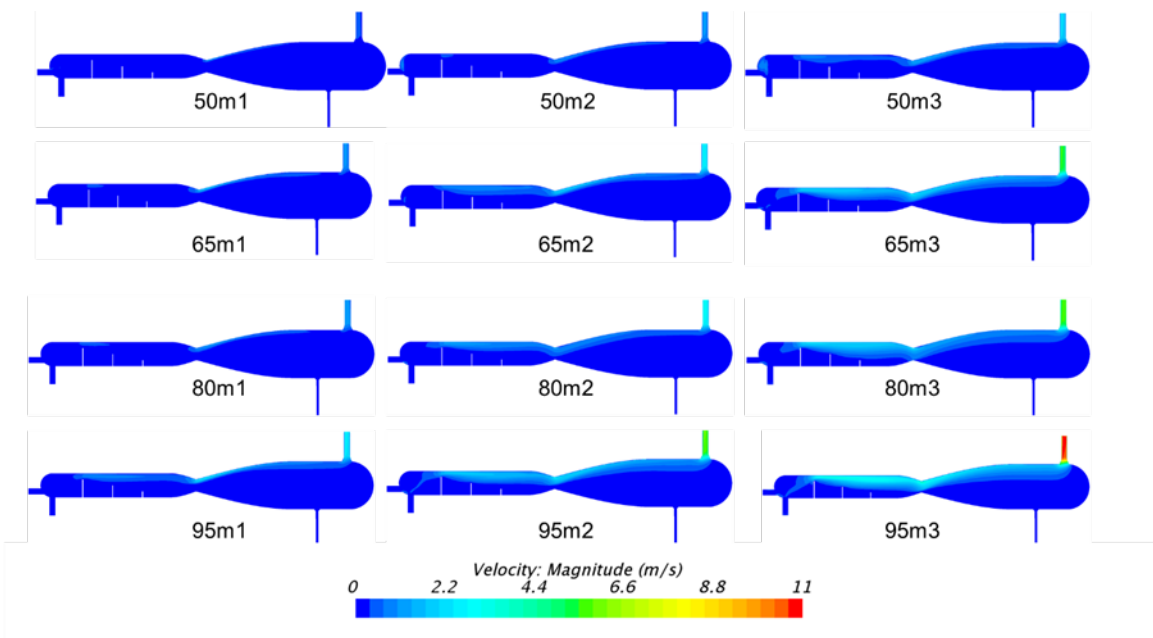 50m1 50m2 50m3
65m1 65m2 65m3
80m1 80m2 80m3
95m1 95m2 95m3
Velocity: Magnitude (m/s)
0 2.2 4.4 6.6 8.8 11